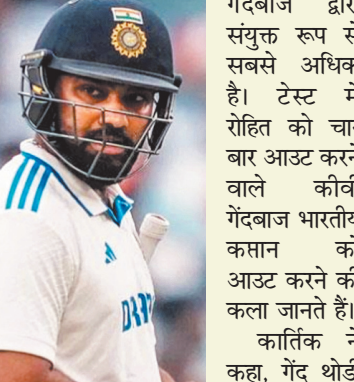 गेंदबाज द्वारा
संयुक्त रूप से
सबसे अधिक
है। टेस्ट में
रोहित को चार
बार आउट करने
वाले कीवी
गेंदबाज भारतीय
कप्तान को
आउट करने की
कला जानते हैं।
कार्तिक ने
कहा, गेंद थोड़ी